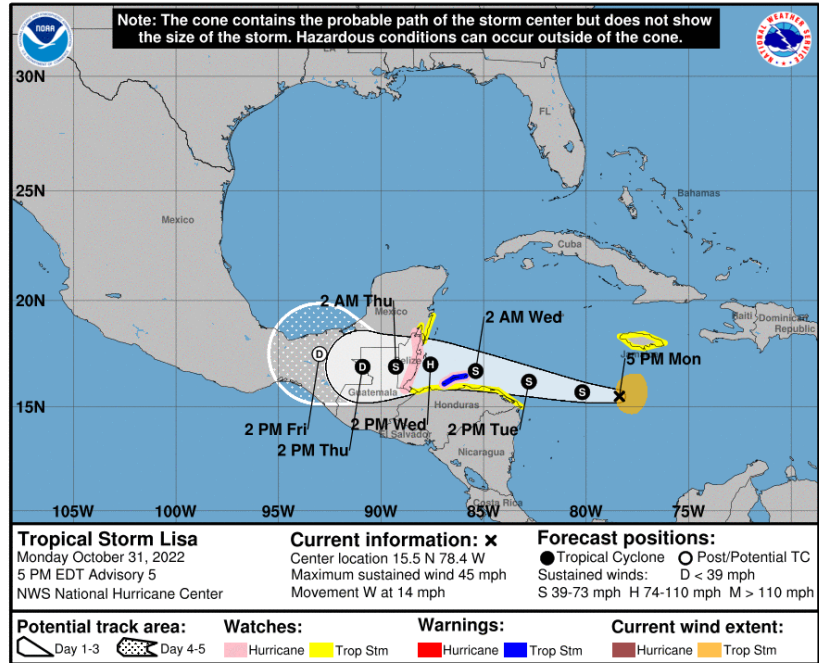 Note: The cone contains the probable path of the storm center but does not show
the size of the storm. Hazardous conditions can occur outside of the cone.
NOAA
NATIONAL WEATHER SERVICE
30N
25N
20N
15N
105W
100W
95W
90W
85W
80W
75W
LA
FL
Mexico
Bahamas
Cuba
2 AM Thu
Mexico
2 AM Wed
Haiti
Dominican
Republic
5 PM Mon
Belize
D
D
S
H
S
S
S
Guatemala
Honduras
2 PM Fri
2 PM Wed
2 PM Tue
El Salvador
2 PM Thu
Nicaragua
Costa Rica
Tropical Storm Lisa
Monday October 31, 2022
5 PM EDT Advisory 5
NWS National Hurricane Center
Current information: x
Center location 15.5 N 78.4 W
Maximum sustained wind 45 mph
Movement W at 14 mph
Forecast positions:
Tropical Cyclone Post/Potential TC
Sustained winds: D < 39 mph
S 39-73 mph H 74-110 mph M > 110 mph
Potential track area:
Day 1-3 Day 4-5
Watches:
Hurricane Trop Stm
Warnings:
Hurricane Trop Stm
Current wind extent:
Hurricane Trop Stm